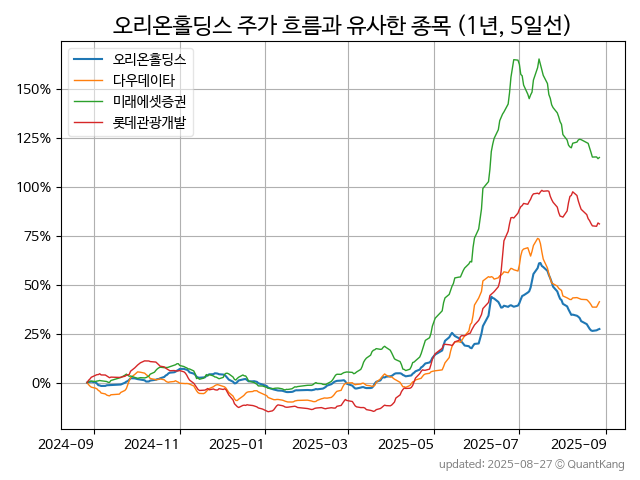 오리온홀딩스 주가 흐름과 유사한 종목 (1년, 5일선)
오리온홀딩스
다우데이타
미래에셋증권
롯데관광개발
150%
125%
100%
75%
50%
25%
0%
2024-09 2024-11 2025-01 2025-03 2025-05 2025-07 2025-09
updated: 2025-08-27 © QuantKang